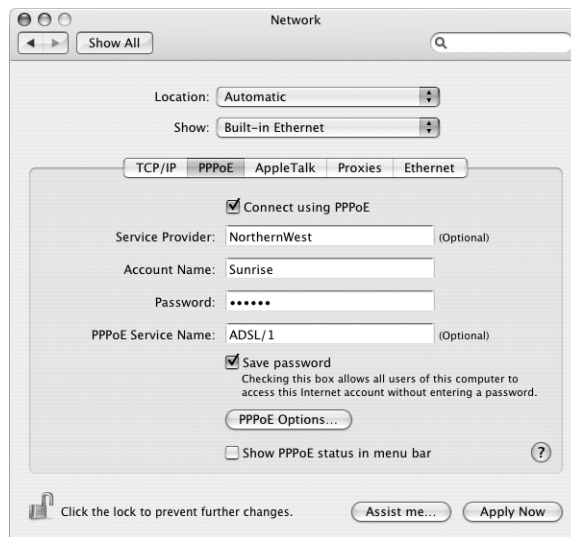 Network
Show All
Location: Automatic
Show: Built-in Ethernet
TCP/IP PPPoE AppleTalk Proxies Ethernet
Connect using PPPoE
Service Provider: NorthernWest (Optional)
Account Name: Sunrise
Password: ••••••
PPPoE Service Name: ADSL/1 (Optional)
Save password
Checking this box allows all users of this computer to
access this Internet account without entering a password.
PPPoE Options...
Show PPPoE status in menu bar ?
Click the lock to prevent further changes. Assist me... Apply Now